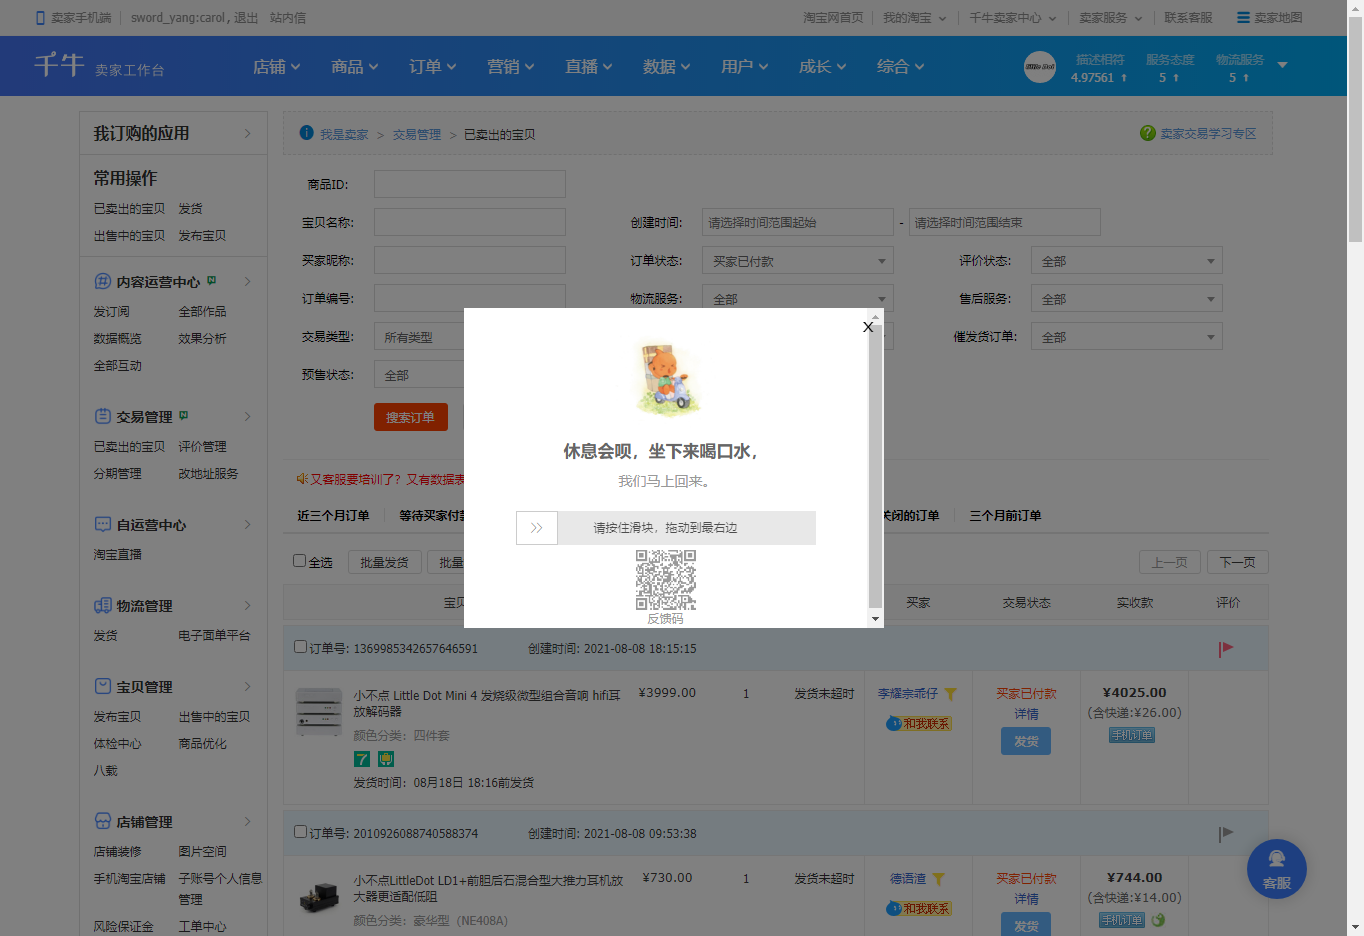 卖家手机端 sword_yang:carol, 退出 站内信 淘宝网首页 我的淘宝 千牛卖家中心 卖家服务 联系客服 卖家地图
千牛 卖家工作台 店铺 商品 订单 营销 直播 数据 用户 成长 综合
描述相符 服务态度 物流服务
4.97561 5 5
我订购的应用
常用操作
已卖出的宝贝 发货
出售中的宝贝 发布宝贝
内容运营中心
发订阅 全部作品
数据概览 效果分析
全部互动
交易管理
已卖出的宝贝 评价管理
分期管理 改地址服务
自运营中心
淘宝直播
物流管理
发货 电子面单平台
宝贝管理
发布宝贝 出售中的宝贝
体检中心 商品优化
八载
店铺管理
店铺装修 图片空间
手机淘宝店铺 子账号个人信息
管理
风险保证金 工单中心
我是卖家 > 交易管理 > 已卖出的宝贝 卖家交易学习专区
商品ID:
宝贝名称: 创建时间: 请选择时间范围起始 - 请选择时间范围结束
买家昵称: 订单状态: 买家已付款 评价状态: 全部
订单编号: 物流服务: 全部 售后服务: 全部
交易类型: 所有类型 催发货订单: 全部
预售状态: 全部
搜索订单
又客服要培训了? 又有数据表
近三个月订单 等待买家付款 关闭的订单 三个月前订单
全选 批量发货 批量 上一页 下一页
宝贝 买家 交易状态 实收款 评价
X
休息会呗，坐下来喝口水，
我们马上回来。
请按住滑块，拖动到最右边
反馈码
订单号: 1369985342657646591 创建时间: 2021-08-08 18:15:15
小不点 Little Dot Mini 4 发烧级微型组合音响 hifi耳
放解码器
颜色分类：四件套
7
发货时间：08月18日 18:16前发货
¥3999.00 1 发货未超时 李耀宗乖仔
和我联系
买家已付款
详情
发货
¥4025.00
(含快递:¥26.00)
手机订单
订单号: 2010926088740588374 创建时间: 2021-08-08 09:53:38
小不点LittleDot LD1+前胆后石混合型大推力耳机放
大器更适配低阻
颜色分类：豪华型（NE408A）
¥730.00 1 发货未超时 德语渣
和我联系
买家已付款
详情
发货
¥744.00
(含快递:¥14.00)
手机订单
客服